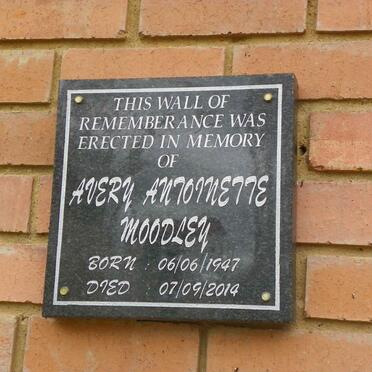 THIS WALL OF
REMEMBERANCE WAS
ERECTED IN MEMORY
OF
AVERY ANTOINETTE
MOODLEY
BORN : 06/06/1947
DIED : 07/09/2014